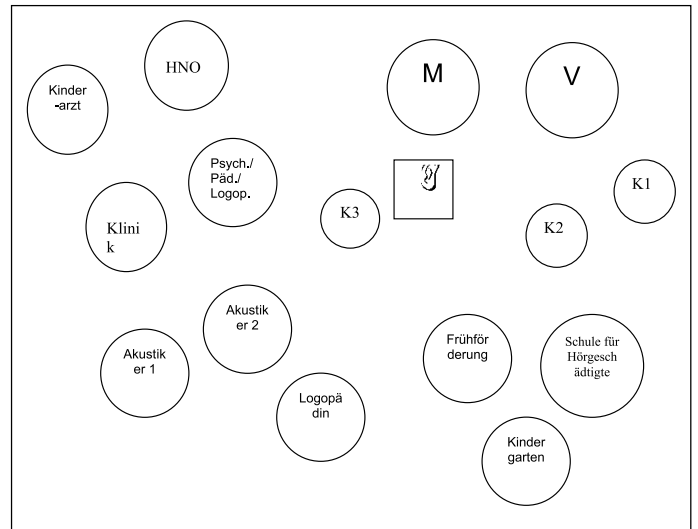 HNO
M
V
Kinder
-arzt
Psych./
Päd./
Logop.
K1
K3
K2
Klini
k
Akustik
er 2
Akustik
er 1
Frühför
derung
Schule für
Hörgesch
ädtigte
Logopä
din
Kinder
garten